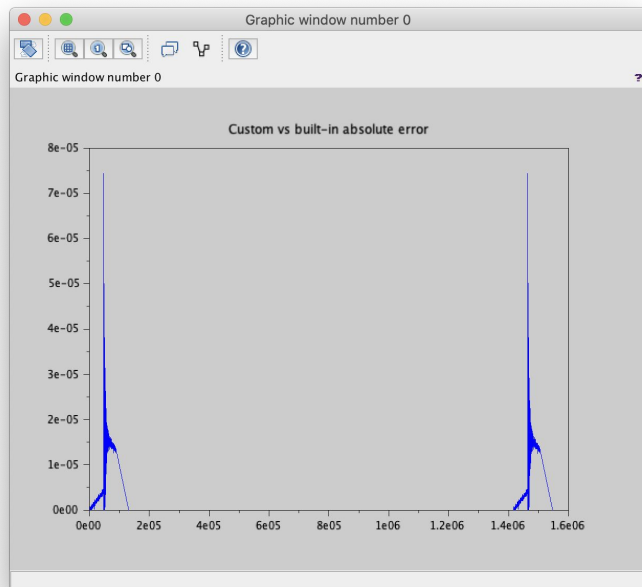 Graphic window number 0
Graphic window number 0
?
Custom vs built-in absolute error
8e-05
7e-05
6e-05
5e-05
4e-05
3e-05
2e-05
1e-05
0e00
0e00 2e05 4e05 6e05 8e05 1e06 1.2e06 1.4e06 1.6e06